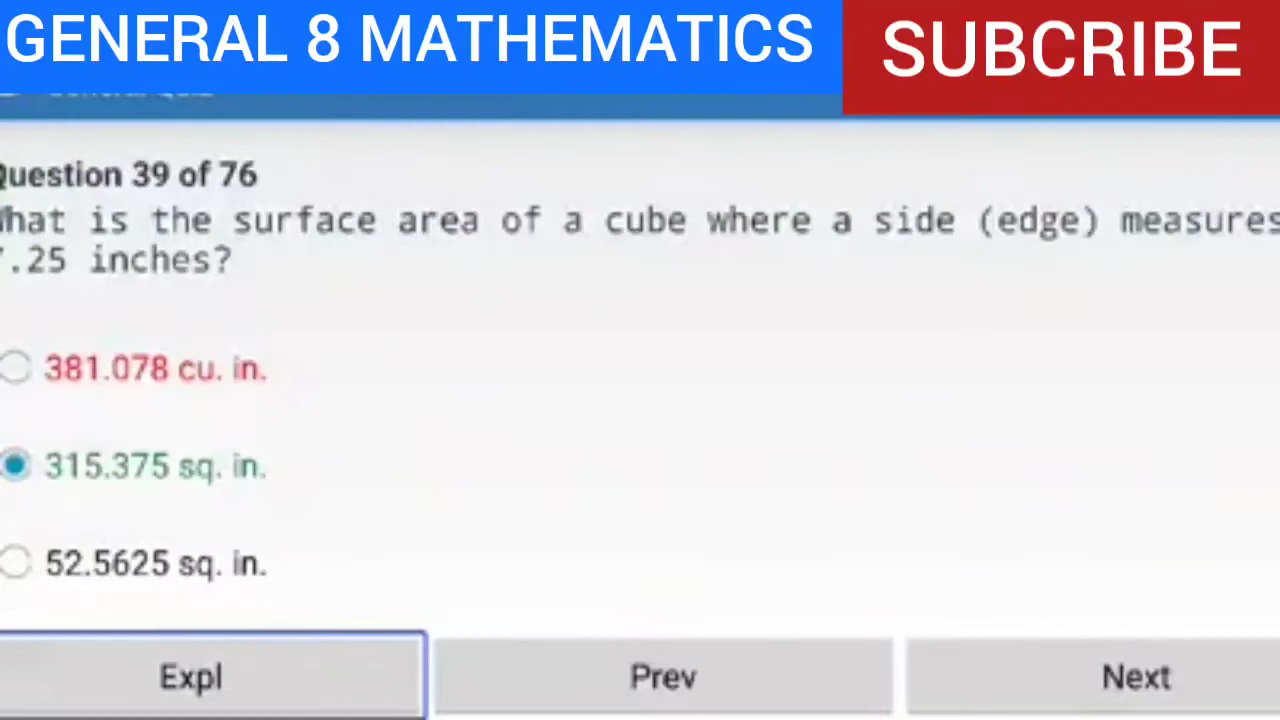 GENERAL 8 MATHEMATICS
SUBCRIBE
Question 39 of 76
What is the surface area of a cube where a side (edge) measures
7.25 inches?
381.078 cu. in.
315.375 sq. in.
52.5625 sq. in.
Expl
Prev
Next